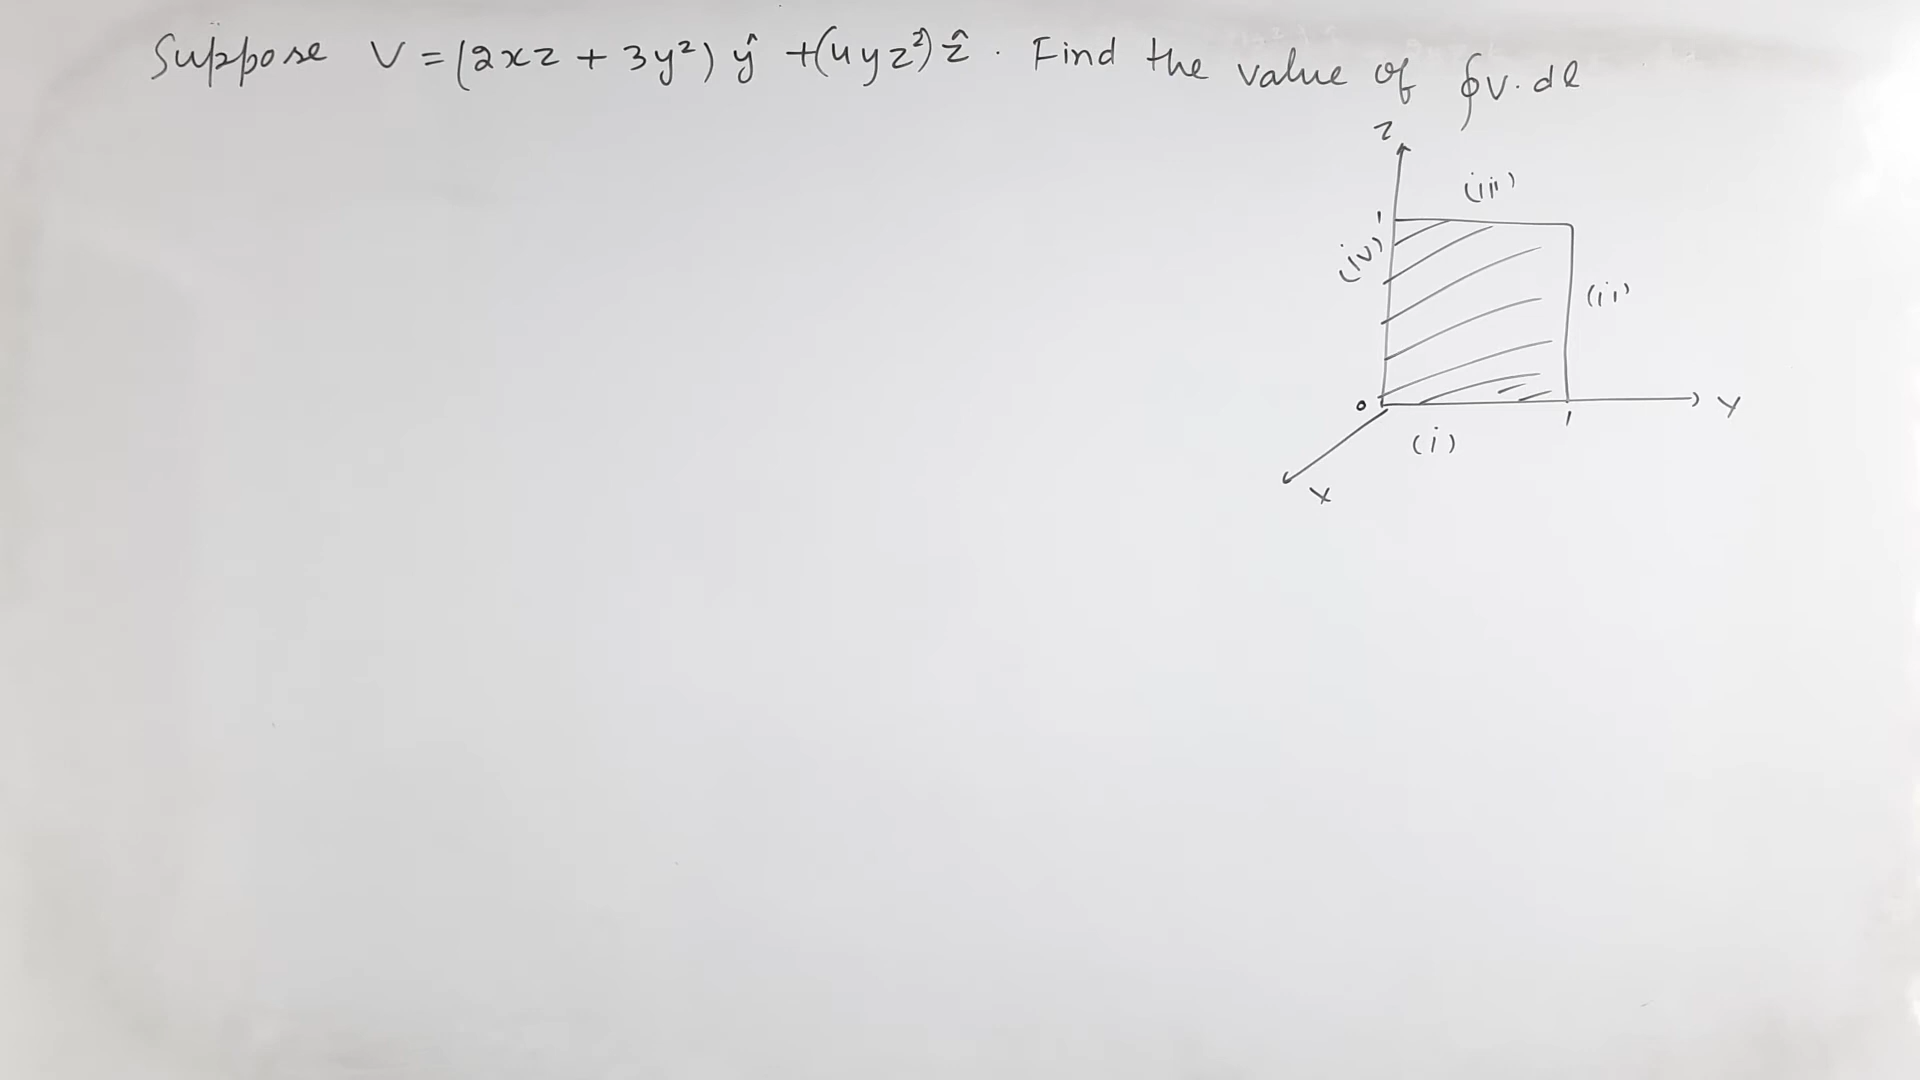 Suppose V = (2xz + 3y²) ŷ + (4yz²) ẑ . Find the value of ∮v.dl
z
(iii)
1
(iv)
(ii)
0
y
1
(i)
x